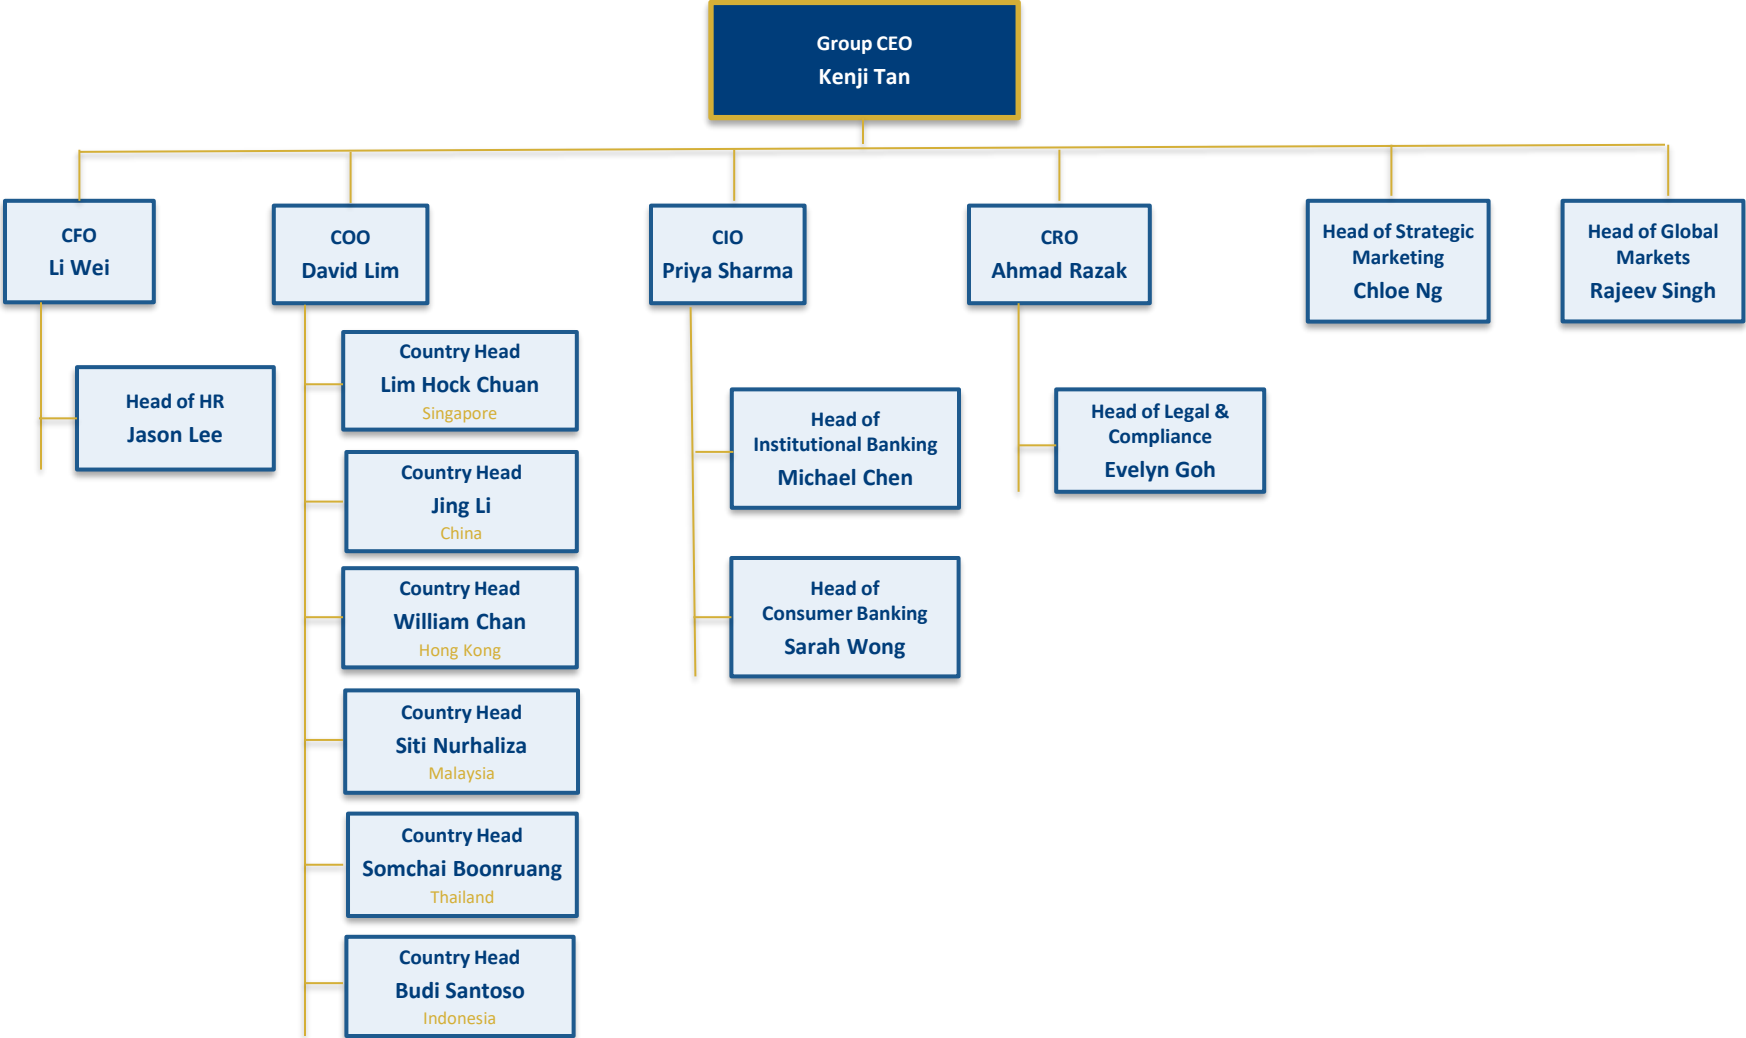 Group CEO
Kenji Tan
CFO
Li Wei
COO
David Lim
CIO
Priya Sharma
CRO
Ahmad Razak
Head of Strategic
Marketing
Chloe Ng
Head of Global
Markets
Rajeev Singh
Head of HR
Jason Lee
Country Head
Lim Hock Chuan
Singapore
Country Head
Jing Li
China
Country Head
William Chan
Hong Kong
Country Head
Siti Nurhaliza
Malaysia
Country Head
Somchai Boonruang
Thailand
Country Head
Budi Santoso
Indonesia
Head of
Institutional Banking
Michael Chen
Head of
Consumer Banking
Sarah Wong
Head of Legal &
Compliance
Evelyn Goh